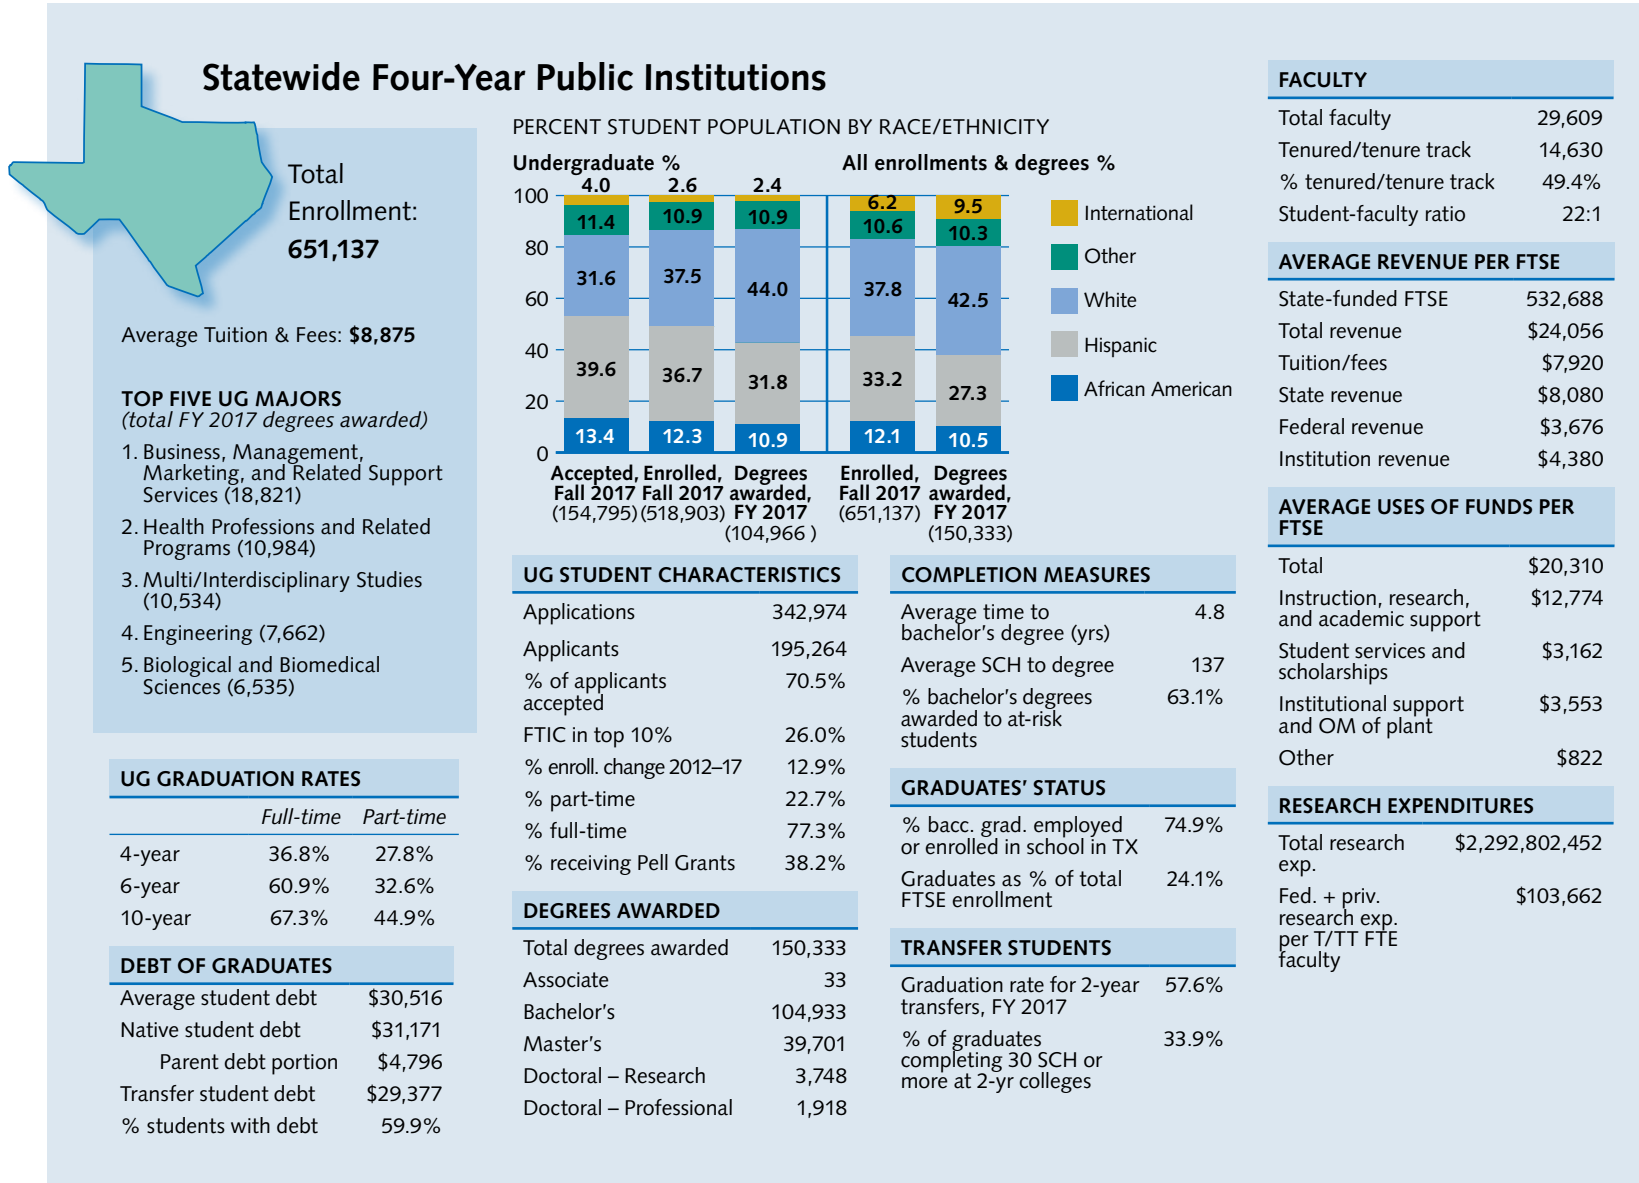 Statewide Four-Year Public Institutions
Total
Enrollment:
651,137
Average Tuition & Fees: $8,875
TOP FIVE UG MAJORS
(total FY 2017 degrees awarded)
1. Business, Management,
Marketing, and Related Support
Services (18,821)
2. Health Professions and Related
Programs (10,984)
3. Multi/Interdisciplinary Studies
(10,534)
4. Engineering (7,662)
5. Biological and Biomedical
Sciences (6,535)
UG GRADUATION RATES
Full-time Part-time
4-year 36.8% 27.8%
6-year 60.9% 32.6%
10-year 67.3% 44.9%
DEBT OF GRADUATES
Average student debt $30,516
Native student debt $31,171
Parent debt portion $4,796
Transfer student debt $29,377
% students with debt 59.9%
PERCENT STUDENT POPULATION BY RACE/ETHNICITY
Undergraduate % All enrollments & degrees %
4.0 2.6 2.4
100 6.2 9.5
11.4 10.9 10.9 10.6 10.3
80
31.6 37.5 44.0 37.8 42.5
60
40
39.6 36.7 31.8 33.2 27.3
20
13.4 12.3 10.9 12.1 10.5
0
International
Other
White
Hispanic
African American
Accepted, Enrolled, Degrees Enrolled, Degrees
Fall 2017 Fall 2017 awarded, Fall 2017 awarded,
(154,795) (518,903) FY 2017 (651,137) FY 2017
(104,966 ) (150,333)
UG STUDENT CHARACTERISTICS
Applications 342,974
Applicants 195,264
% of applicants 70.5%
accepted
FTIC in top 10% 26.0%
% enroll. change 2012–17 12.9%
% part-time 22.7%
% full-time 77.3%
% receiving Pell Grants 38.2%
DEGREES AWARDED
Total degrees awarded 150,333
Associate 33
Bachelor's 104,933
Master's 39,701
Doctoral – Research 3,748
Doctoral – Professional 1,918
COMPLETION MEASURES
Average time to 4.8
bachelor's degree (yrs)
Average SCH to degree 137
% bachelor's degrees 63.1%
awarded to at-risk
students
GRADUATES' STATUS
% bacc. grad. employed 74.9%
or enrolled in school in TX
Graduates as % of total 24.1%
FTSE enrollment
TRANSFER STUDENTS
Graduation rate for 2-year 57.6%
transfers, FY 2017
% of graduates 33.9%
completing 30 SCH or
more at 2-yr colleges
FACULTY
Total faculty 29,609
Tenured/tenure track 14,630
% tenured/tenure track 49.4%
Student-faculty ratio 22:1
AVERAGE REVENUE PER FTSE
State-funded FTSE 532,688
Total revenue $24,056
Tuition/fees $7,920
State revenue $8,080
Federal revenue $3,676
Institution revenue $4,380
AVERAGE USES OF FUNDS PER
FTSE
Total $20,310
Instruction, research, $12,774
and academic support
Student services and $3,162
scholarships
Institutional support $3,553
and OM of plant
Other $822
RESEARCH EXPENDITURES
Total research $2,292,802,452
exp.
Fed. + priv. $103,662
research exp.
per T/TT FTE
faculty